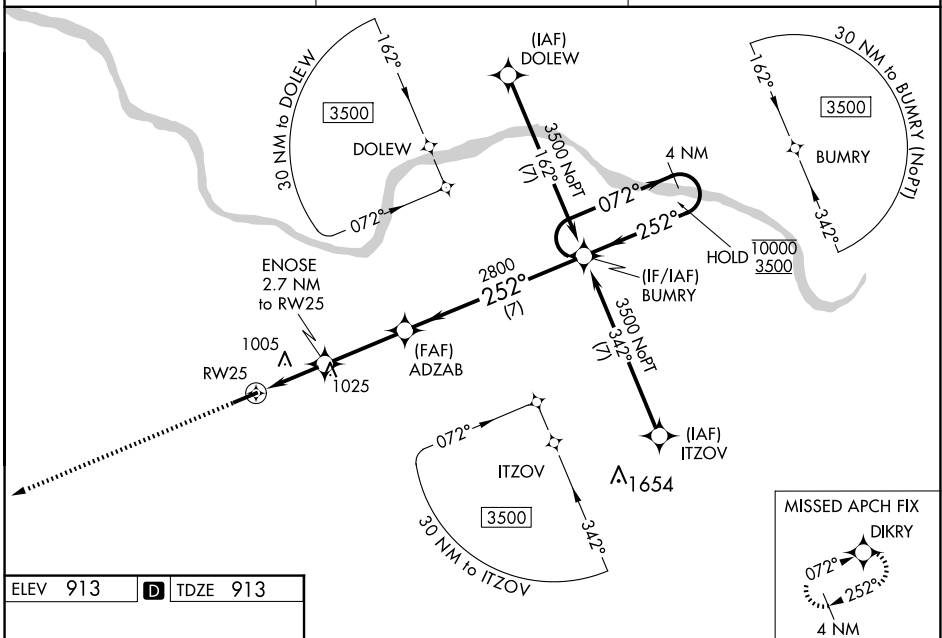 30 NM to DOLEW
162°
3500
DOLEW
072°
(IAF)
DOLEW
3500 NoPT
162°
(7)
4 NM
072°
252°
HOLD 10000
3500
30 NM to BUMRY (NoPT)
162°
3500
BUMRY
342°
(IF/IAF)
BUMRY
2800
252°
(7)
ENOSE
2.7 NM
to RW25
1005
1025
RW25
(FAF)
ADZAB
3500 NoPT
342°
(7)
(IAF)
ITZOV
1654
072°
ITZOV
3500
342°
30 NM to ITZOV
MISSED APCH FIX
DIKRY
072°
252°
4 NM
ELEV 913 D TDZE 913